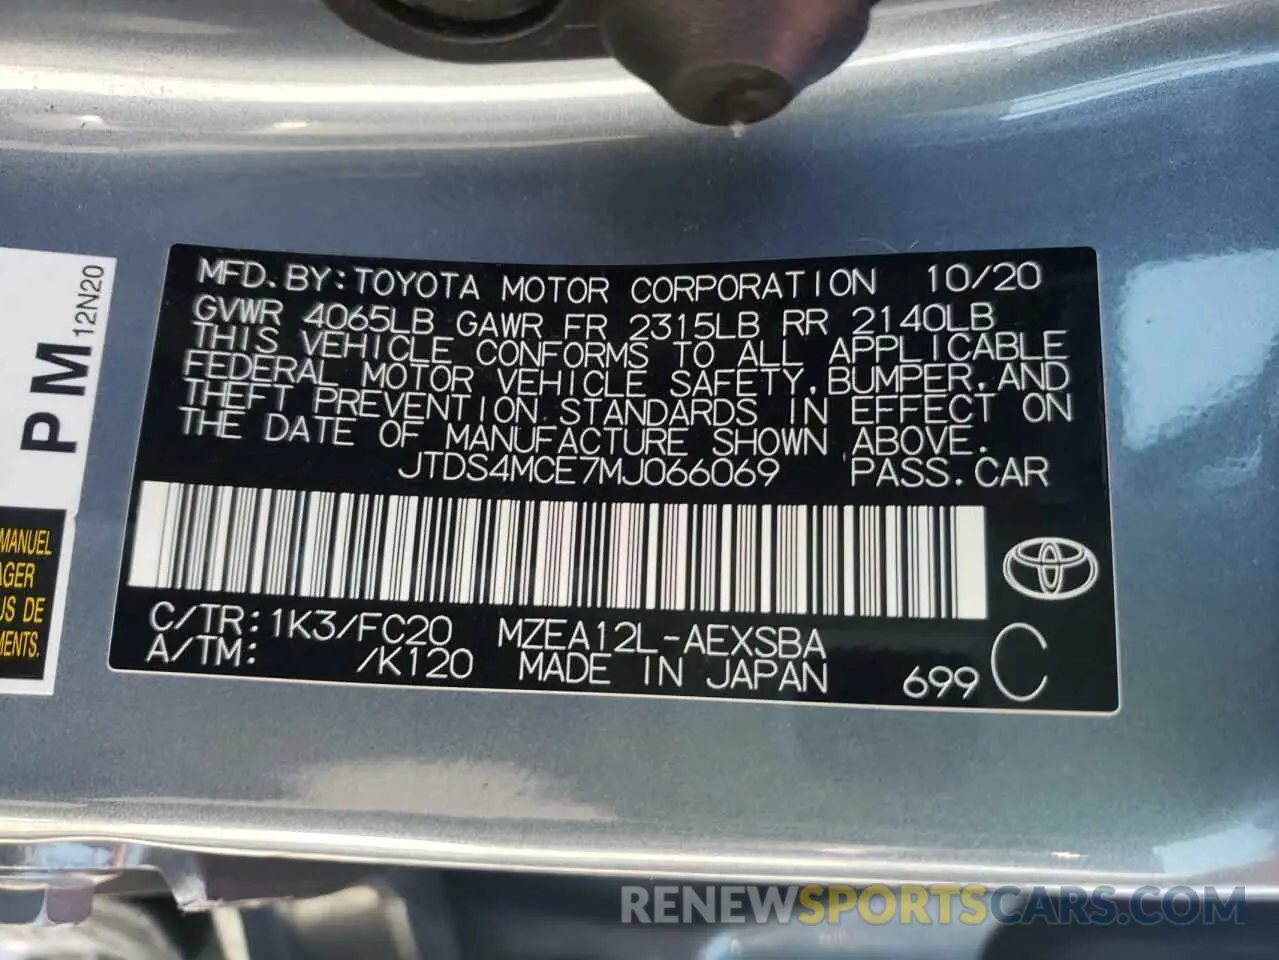 MFD. BY: TOYOTA MOTOR CORPORATION 10/20
GVWR 4065LB GAWR FR 2315LB RR 2140LB
THIS VEHICLE CONFORMS TO ALL APPLICABLE
FEDERAL MOTOR VEHICLE SAFETY, BUMPER, AND
THEFT PREVENTION STANDARDS IN EFFECT ON
THE DATE OF MANUFACTURE SHOWN ABOVE.
JTDS4MCE7MJ066069 PASS. CAR
C/TR: 1K3/FC20 MZEA12L-AEXSBA
A/TM: /K120 MADE IN JAPAN 699 C
PM 12N20
MANUEL
AGER
US DE
MENTS.
RENEWSPORTSCARS.COM